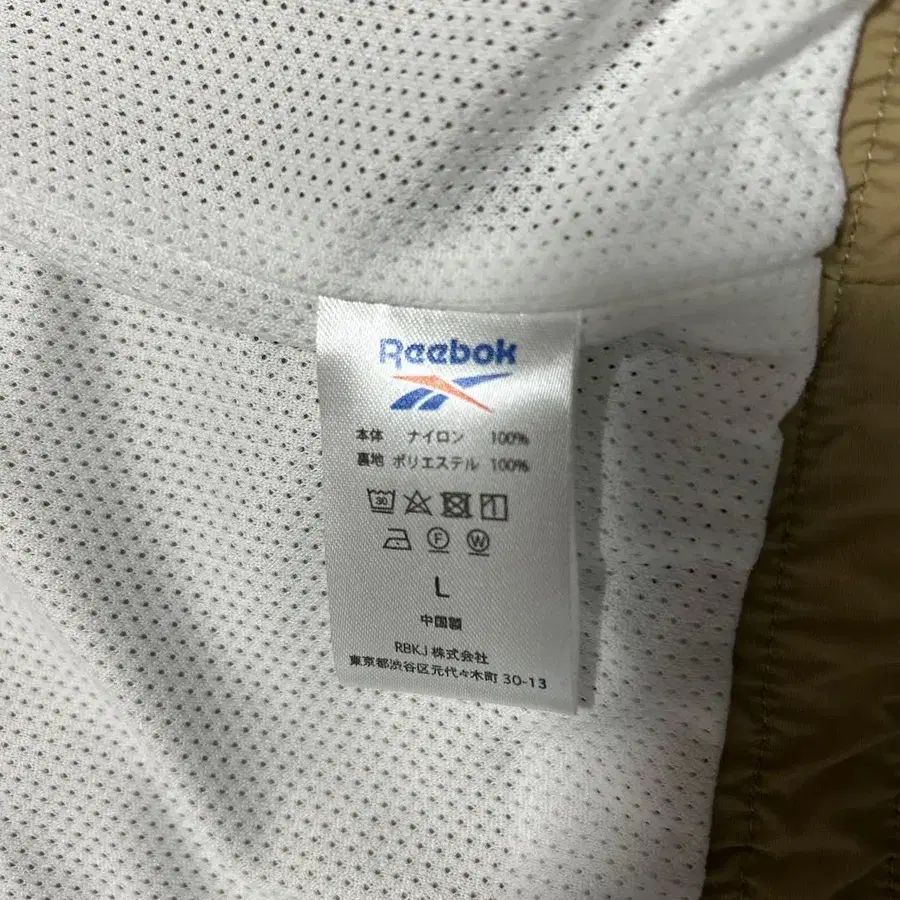 Reebok
本体 ナイロン 100%
裏地 ポリエステル 100%
30
F W
L
中国製
RBKJ 株式会社
東京都渋谷区元代々木町 30-13